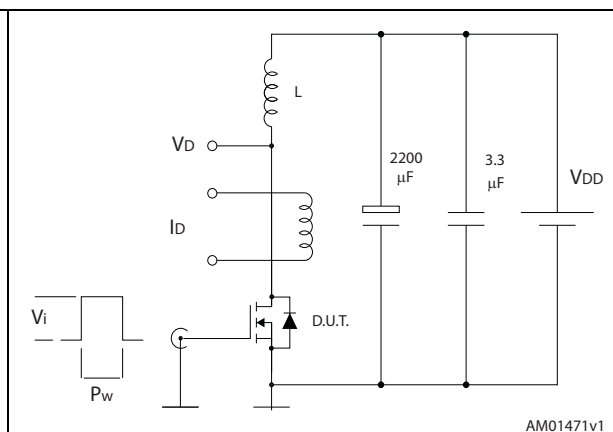 L
VD
2200
μF
3.3
μF
VDD
ID
Vi
D.U.T.
Pw
AM01471v1